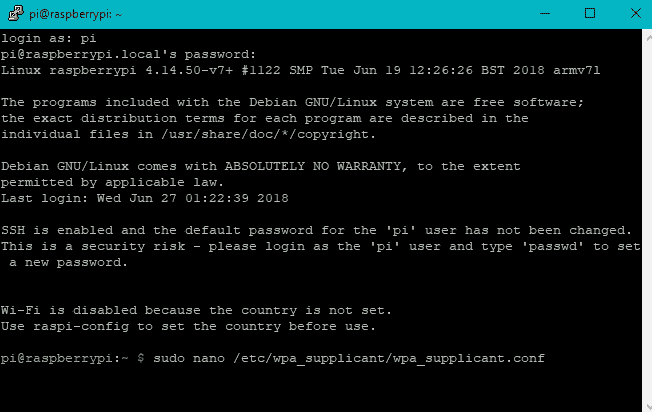 pi@raspberrypi: ~
login as: pi
pi@raspberrypi.local's password:
Linux raspberrypi 4.14.50-v7+ #1122 SMP Tue Jun 19 12:26:26 BST 2018 armv7l
The programs included with the Debian GNU/Linux system are free software;
the exact distribution terms for each program are described in the
individual files in /usr/share/doc/*/copyright.
Debian GNU/Linux comes with ABSOLUTELY NO WARRANTY, to the extent
permitted by applicable law.
Last login: Wed Jun 27 01:22:39 2018
SSH is enabled and the default password for the 'pi' user has not been changed.
This is a security risk - please login as the 'pi' user and type 'passwd' to set
a new password.
Wi-Fi is disabled because the country is not set.
Use raspi-config to set the country before use.
pi@raspberrypi:~ $ sudo nano /etc/wpa_supplicant/wpa_supplicant.conf